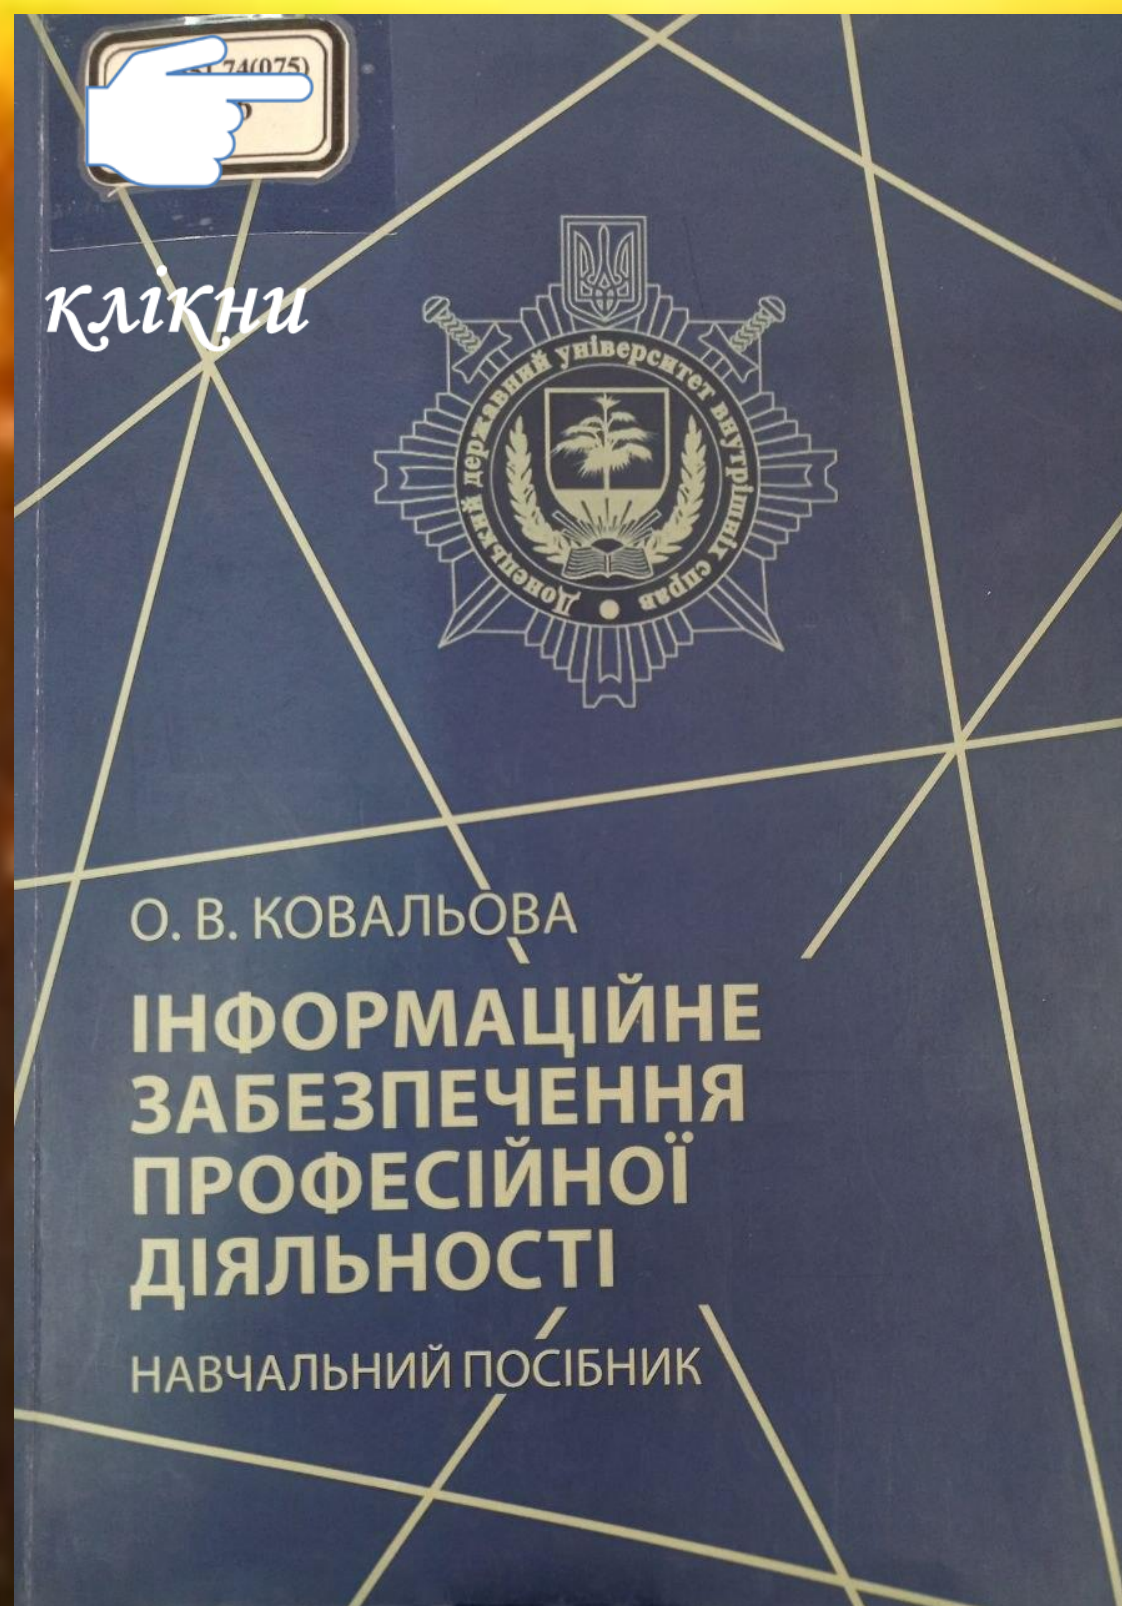 74(075)
клікни
Донецький державний університет внутрішніх справ
О. В. КОВАЛЬОВА
ІНФОРМАЦІЙНЕ
ЗАБЕЗПЕЧЕННЯ
ПРОФЕСІЙНОЇ
ДІЯЛЬНОСТІ
НАВЧАЛЬНИЙ ПОСІБНИК